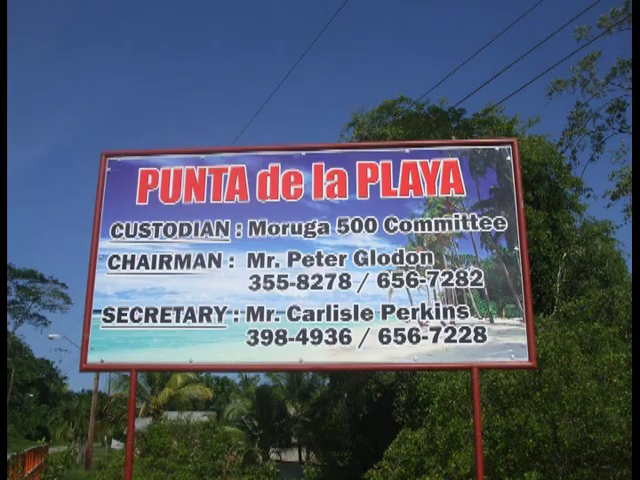 PUNTA de la PLAYA
CUSTODIAN : Moruga 500 Committee
CHAIRMAN : Mr. Peter Glodon
355-8278 / 656-7282
SECRETARY : Mr. Carlisle Perkins
398-4936 / 656-7228